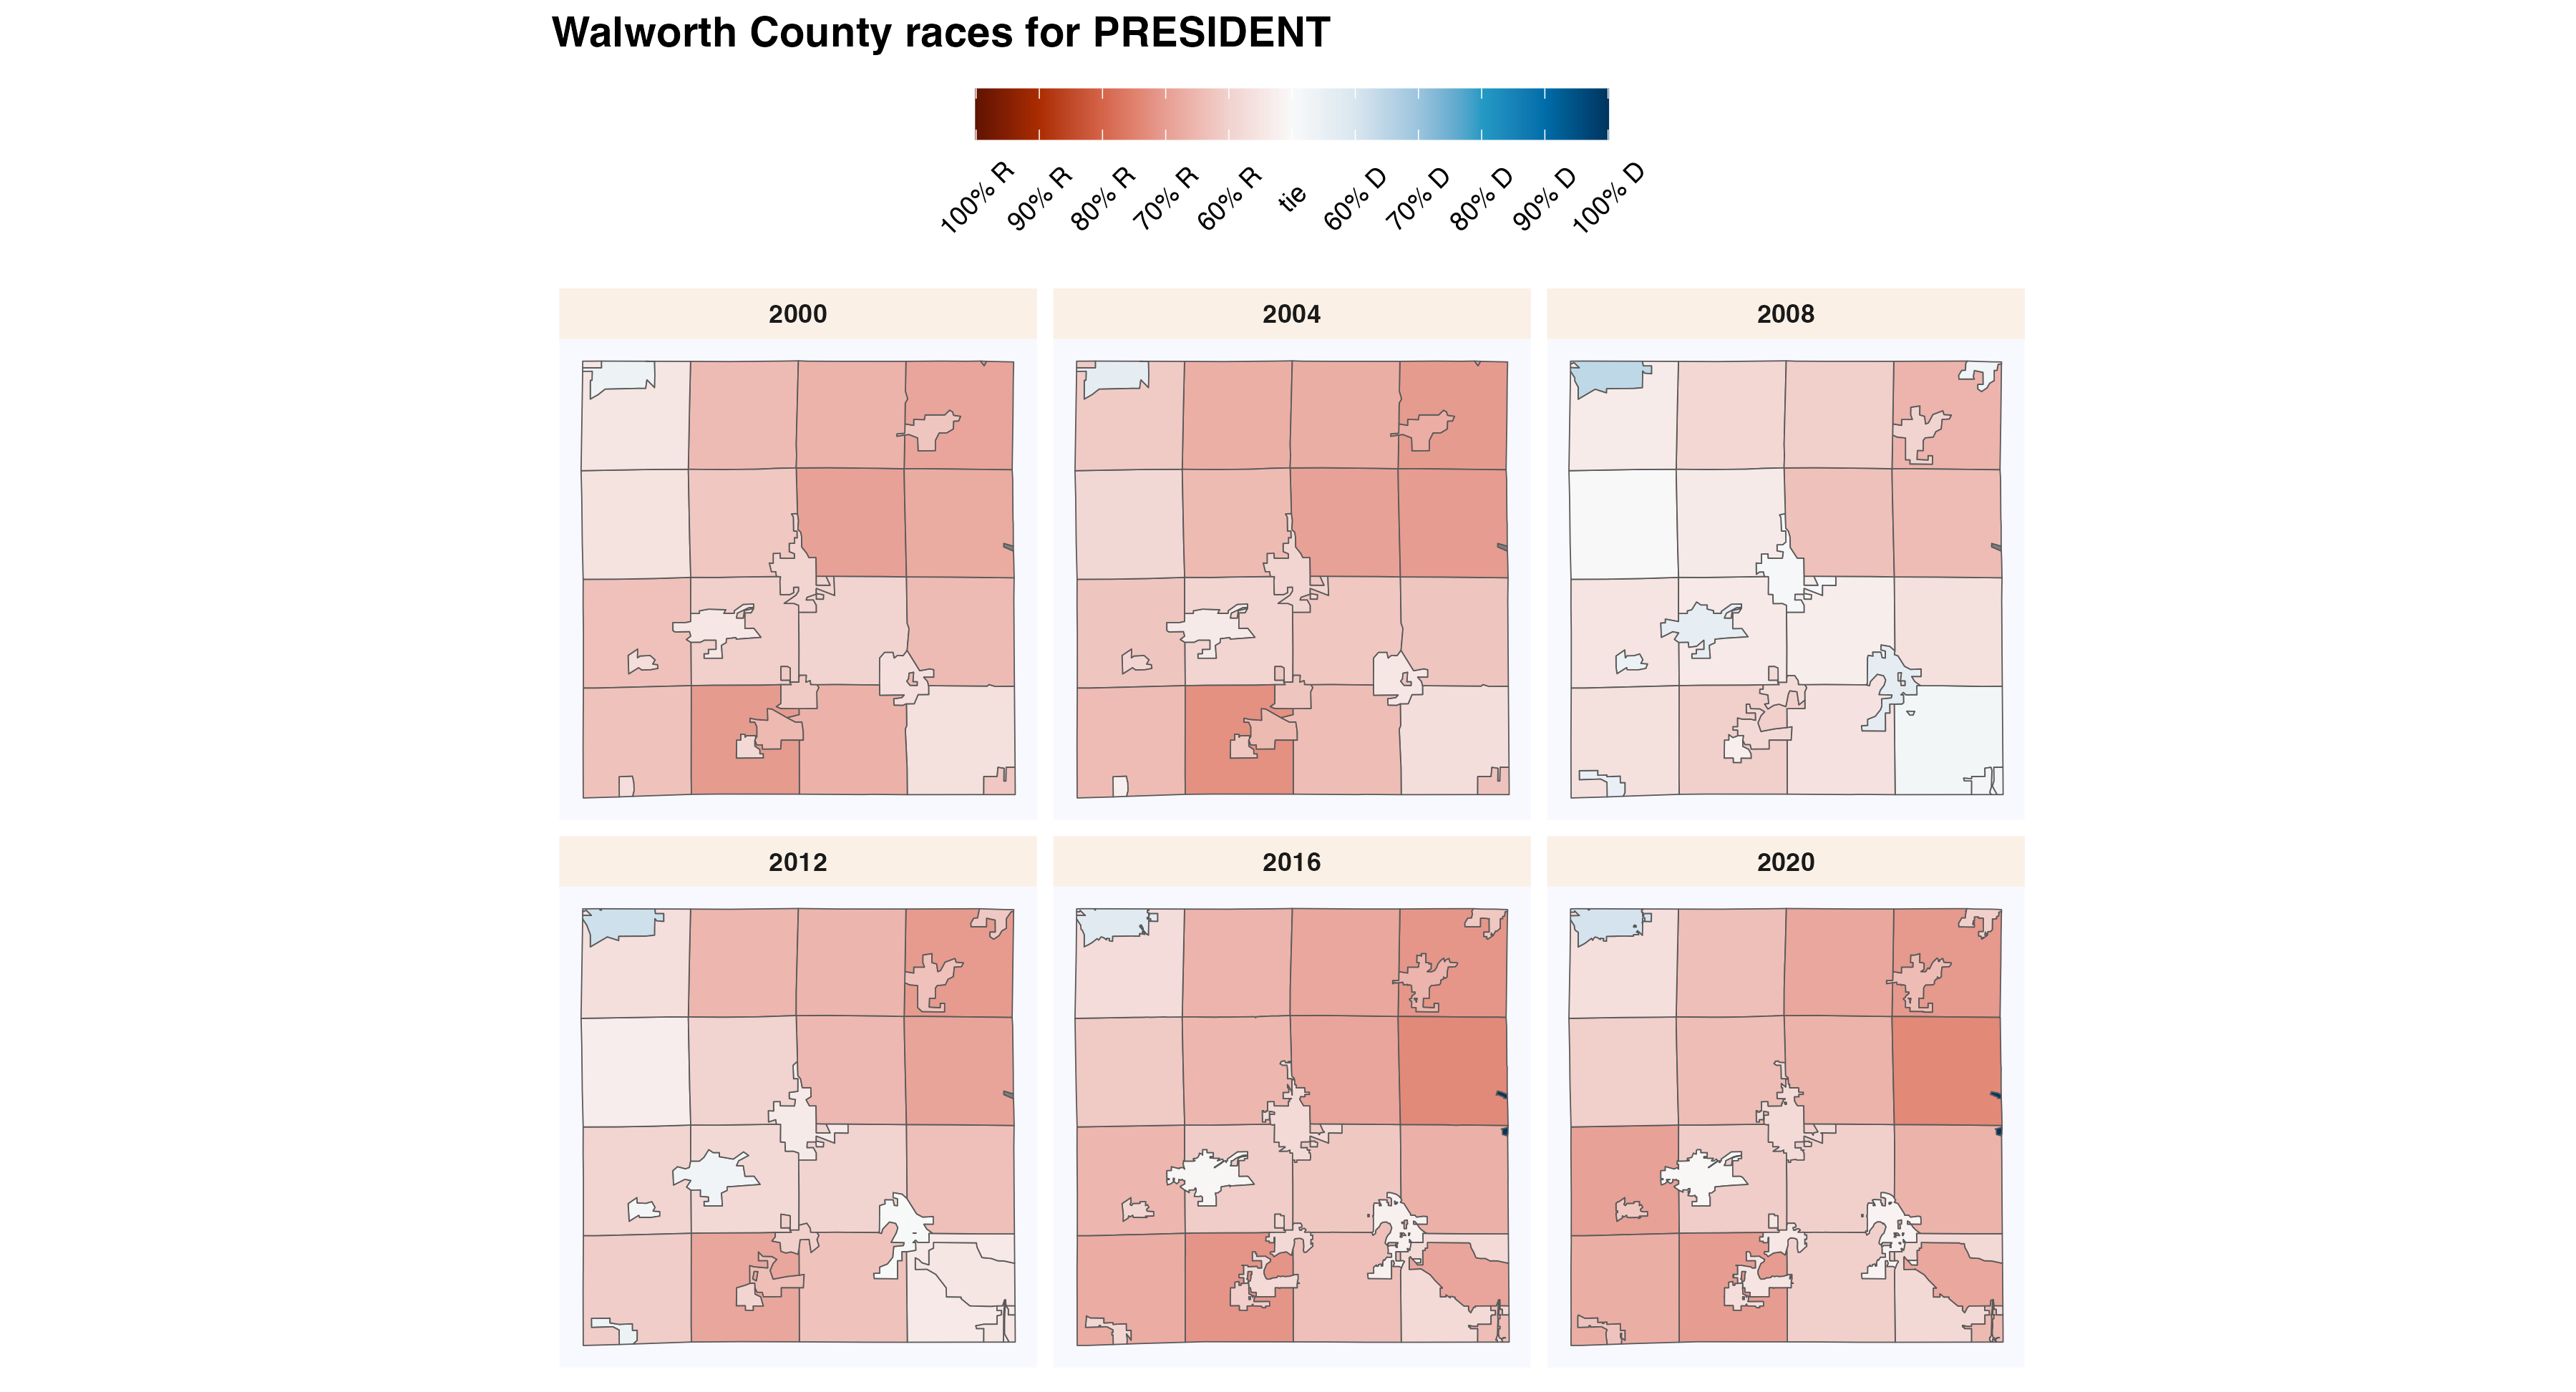 Walworth County races for PRESIDENT
100% R
90% R
80% R
70% R
60% R
tie
60% D
70% D
80% D
90% D
100% D
2000
2004
2008
2012
2016
2020